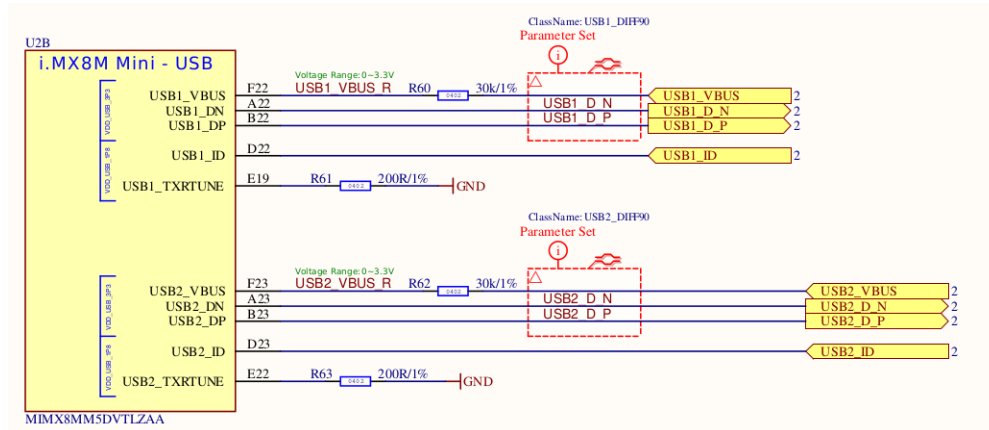 ClassName: USB1_DIFF90
Parameter Set
i
U2B
i.MX8M Mini - USB
Voltage Range:0~3.3V
VDD_USB_3P3
USB1_VBUS F22 USB1_VBUS_R R60 0402 30k/1% USB1_VBUS 2
USB1_DN A22 USB1_D_N USB1_D_N 2
USB1_DP B22 USB1_D_P USB1_D_P 2
VDD_USB_1P8
USB1_ID D22 USB1_ID 2
USB1_TXRTUNE E19 R61 0402 200R/1% GND
ClassName: USB2_DIFF90
Parameter Set
i
Voltage Range:0~3.3V
VDD_USB_3P3
USB2_VBUS F23 USB2_VBUS_R R62 0402 30k/1% USB2_VBUS 2
USB2_DN A23 USB2_D_N USB2_D_N 2
USB2_DP B23 USB2_D_P USB2_D_P 2
VDD_USB_1P8
USB2_ID D23 USB2_ID 2
USB2_TXRTUNE E22 R63 0402 200R/1% GND
MIMX8MM5DVTLZAA